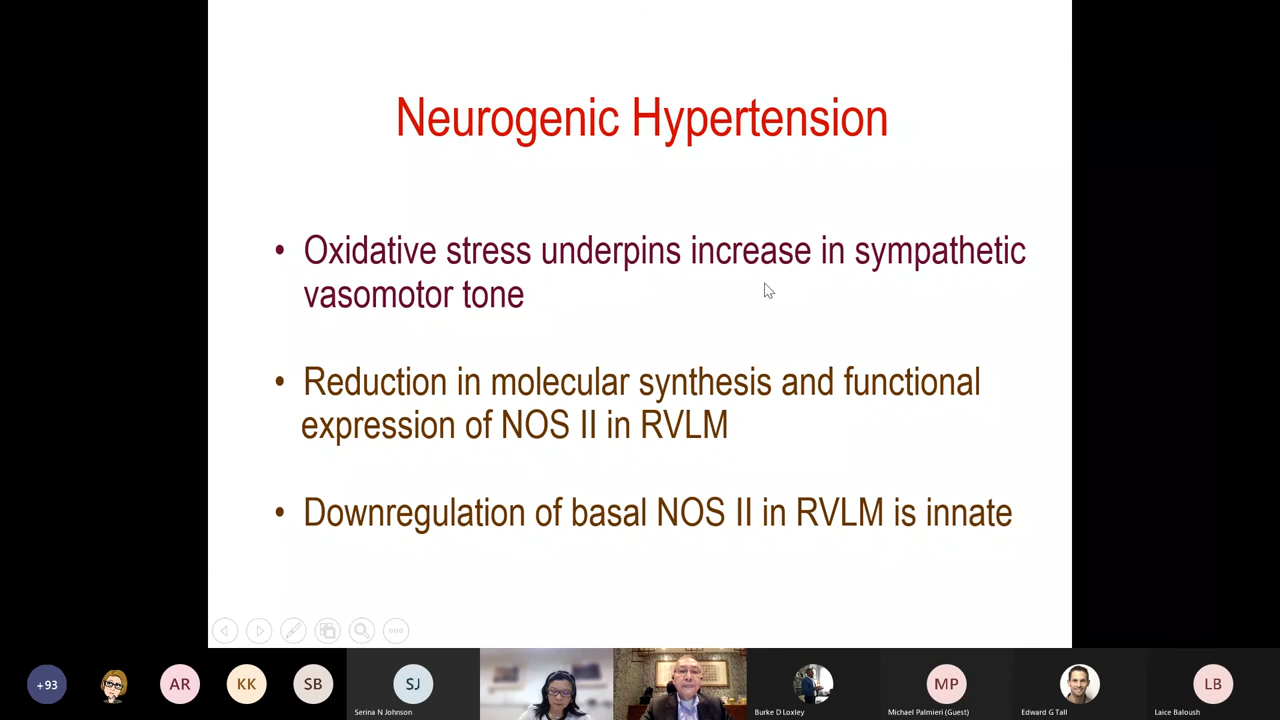 Neurogenic Hypertension
• Oxidative stress underpins increase in sympathetic
vasomotor tone
• Reduction in molecular synthesis and functional
expression of NOS II in RVLM
• Downregulation of basal NOS II in RVLM is innate
+93
AR
KK
SB
SJ
Serina N Johnson
Burke D Loxley
MP
Michael Palmieri (Guest)
Edward G Tall
LB
Laice Baloush